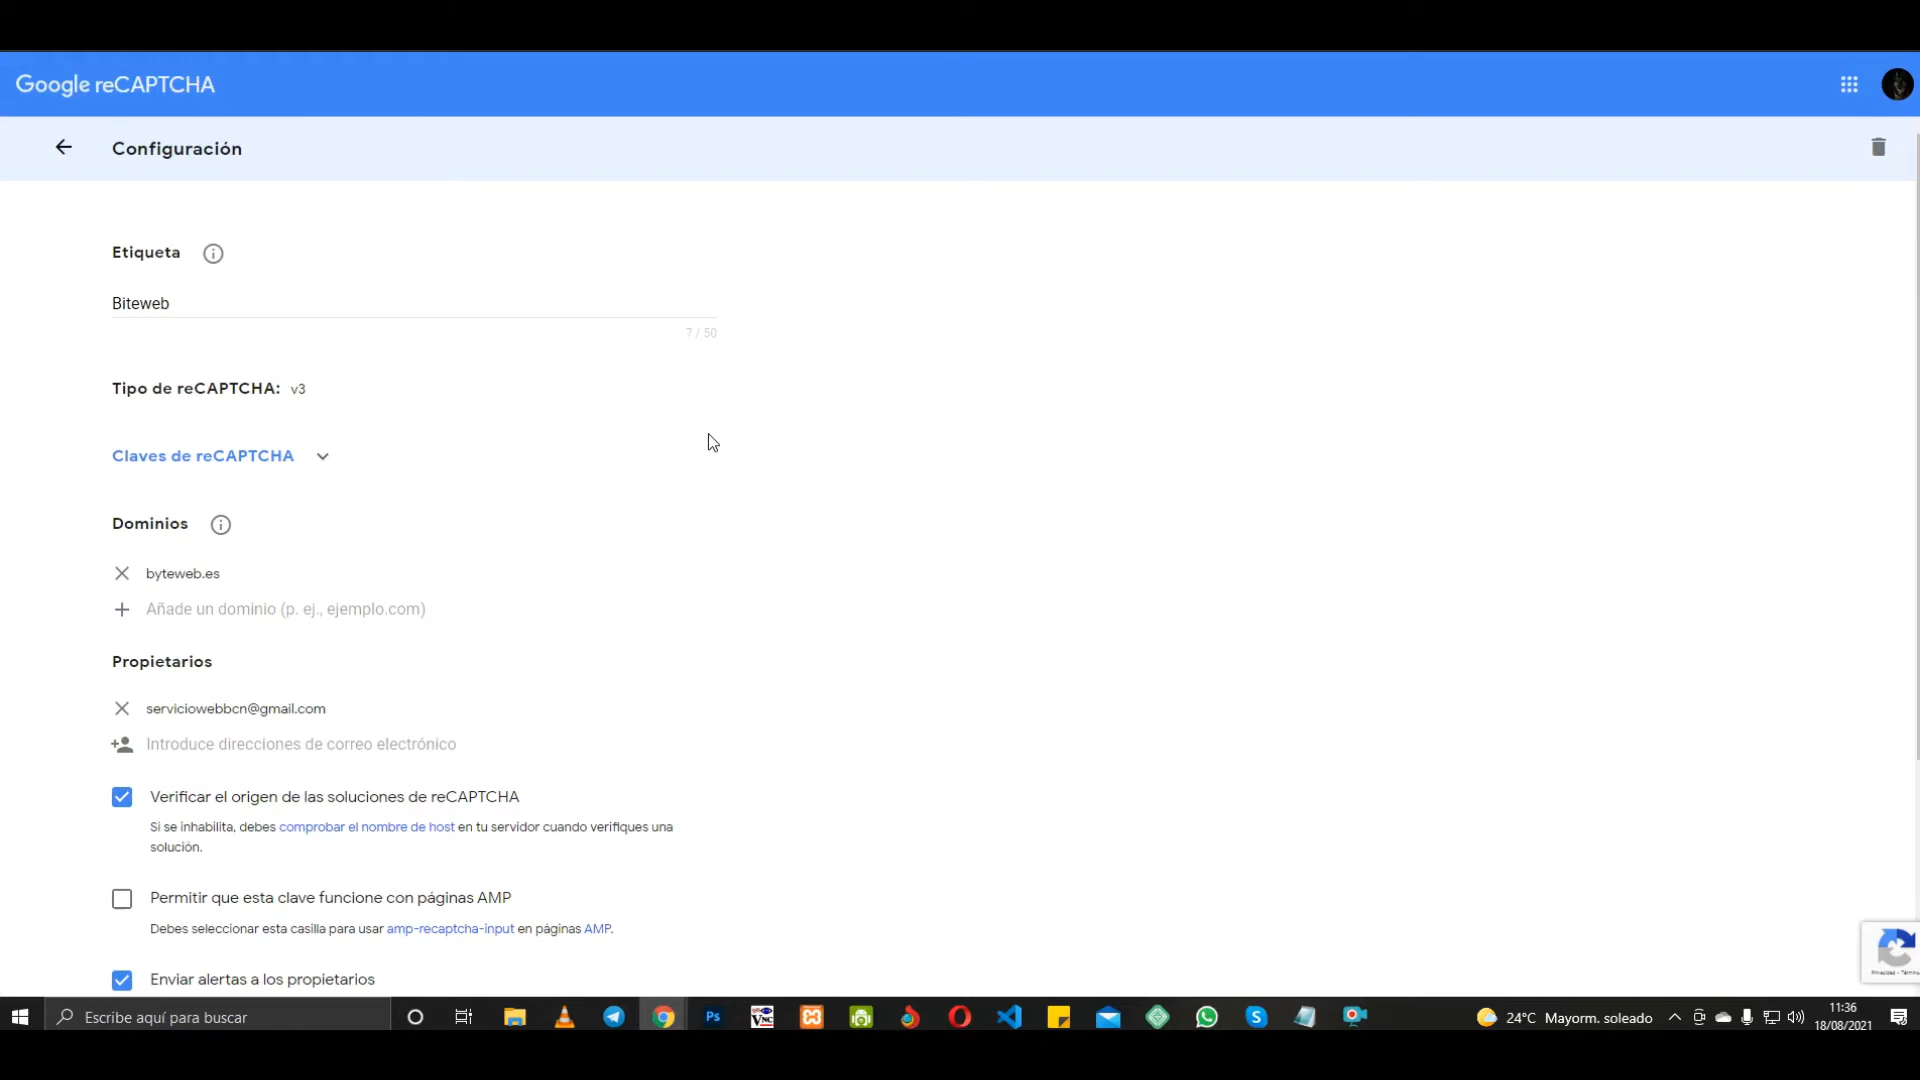 Google reCAPTCHA
Configuración
Etiqueta
Biteweb
7 / 50
Tipo de reCAPTCHA: v3
Claves de reCAPTCHA
Dominios
byteweb.es
Añade un dominio (p. ej., ejemplo.com)
Propietarios
serviciowebbcn@gmail.com
Introduce direcciones de correo electrónico
Verificar el origen de las soluciones de reCAPTCHA
Si se inhabilita, debes comprobar el nombre de host en tu servidor cuando verifiques una
solución.
Permitir que esta clave funcione con páginas AMP
Debes seleccionar esta casilla para usar amp-recaptcha-input en páginas AMP.
Privacidad - Términ
Enviar alertas a los propietarios
Escribe aquí para buscar
Ps
24°C Mayorm. soleado
11:36
18/08/2021